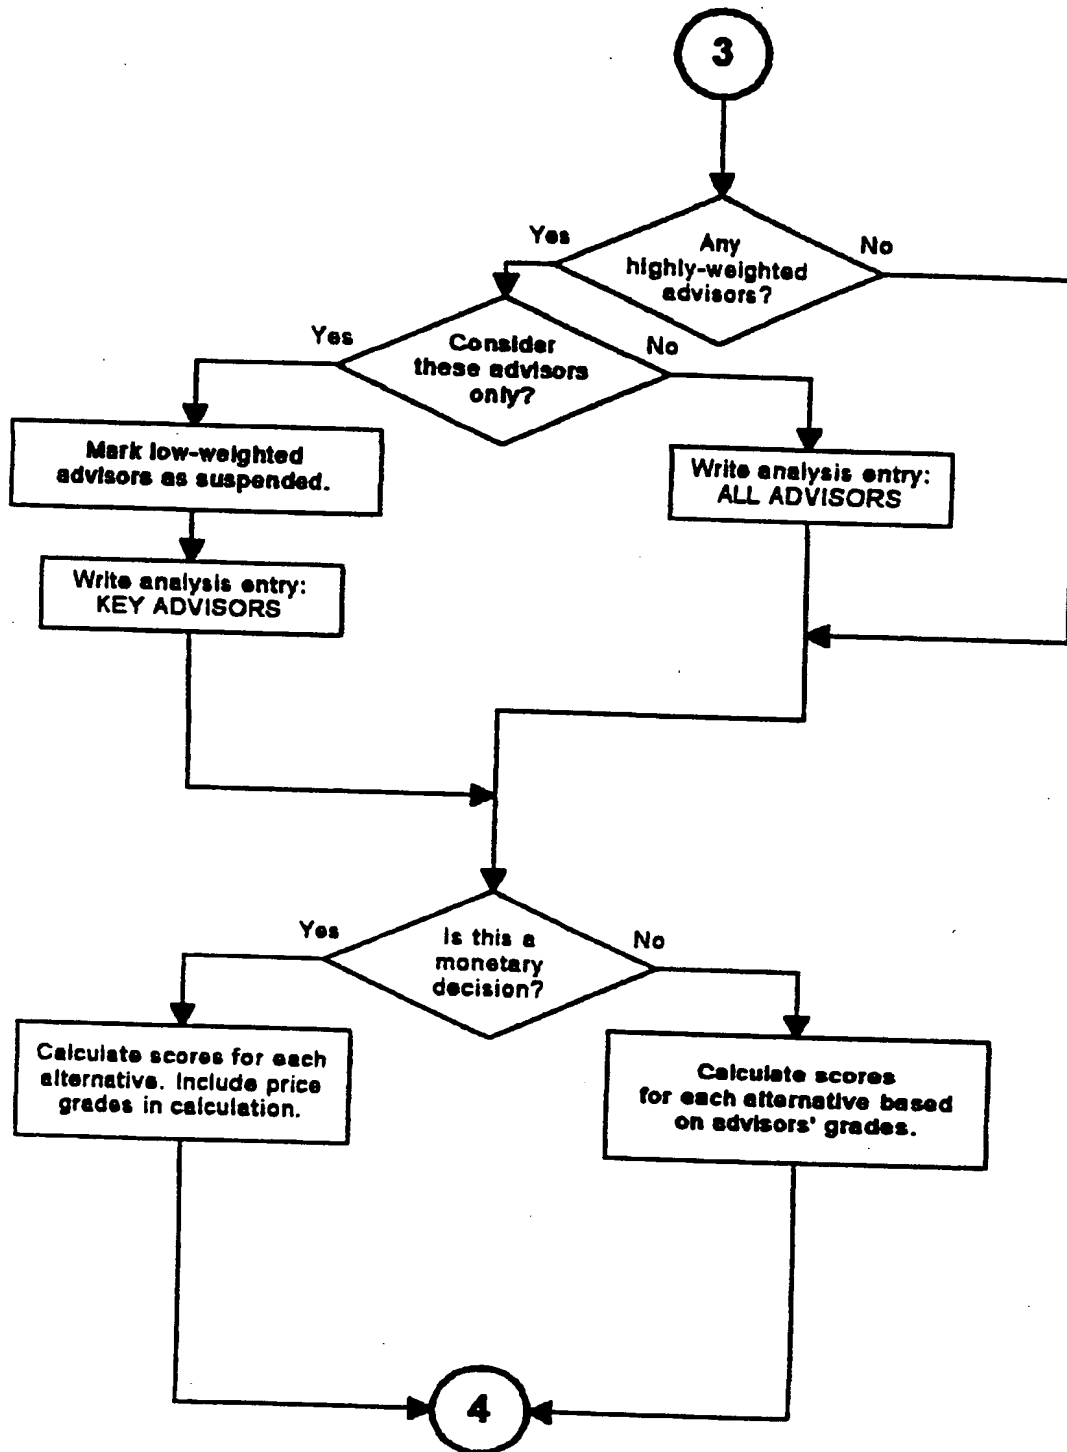 3
Yes
Any
highly-weighted
advisors?
No
Yes
Consider
these advisors
only?
No
Mark low-weighted
advisors as suspended.
Write analysis entry:
ALL ADVISORS
Write analysis entry:
KEY ADVISORS
Yes
Is this a
monetary
decision?
No
Calculate scores for each
alternative. Include price
grades in calculation.
Calculate scores
for each alternative based
on advisors' grades.
4